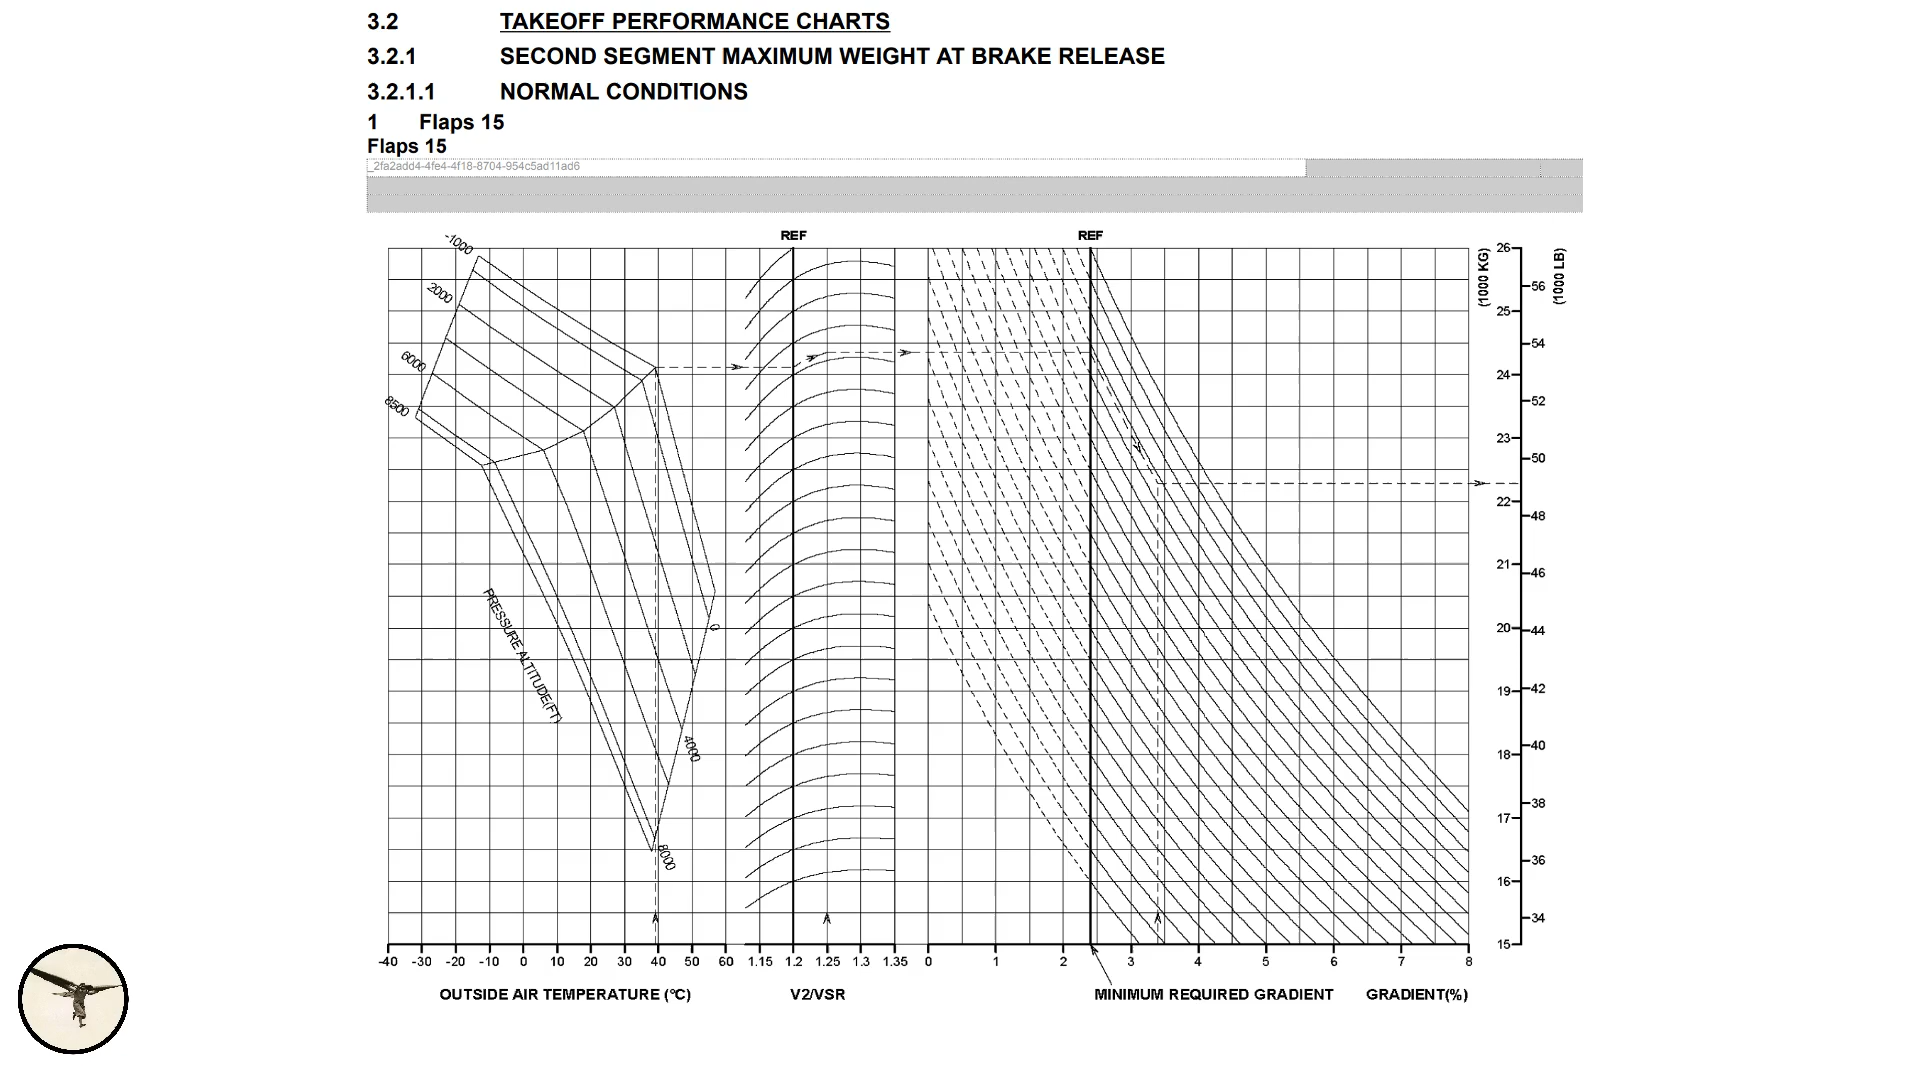 3.2 TAKEOFF PERFORMANCE CHARTS
3.2.1 SECOND SEGMENT MAXIMUM WEIGHT AT BRAKE RELEASE
3.2.1.1 NORMAL CONDITIONS
1 Flaps 15
Flaps 15
_2fa2add4-4fe4-4f18-8704-954c5ad11ad6
REF REF
-1000
2000
6000
8500
PRESSURE ALTITUDE(FT)
0
4000
8000
(1000 KG) (1000 LB)
26
56
25
54
24
52
23
50
22
48
21
46
20
44
19
42
18
40
17
38
36
16
34
15
-40 -30 -20 -10 0 10 20 30 40 50 60 1.15 1.2 1.25 1.3 1.35 0 1 2 3 4 5 6 7 8
OUTSIDE AIR TEMPERATURE (°C) V2/VSR MINIMUM REQUIRED GRADIENT GRADIENT(%)